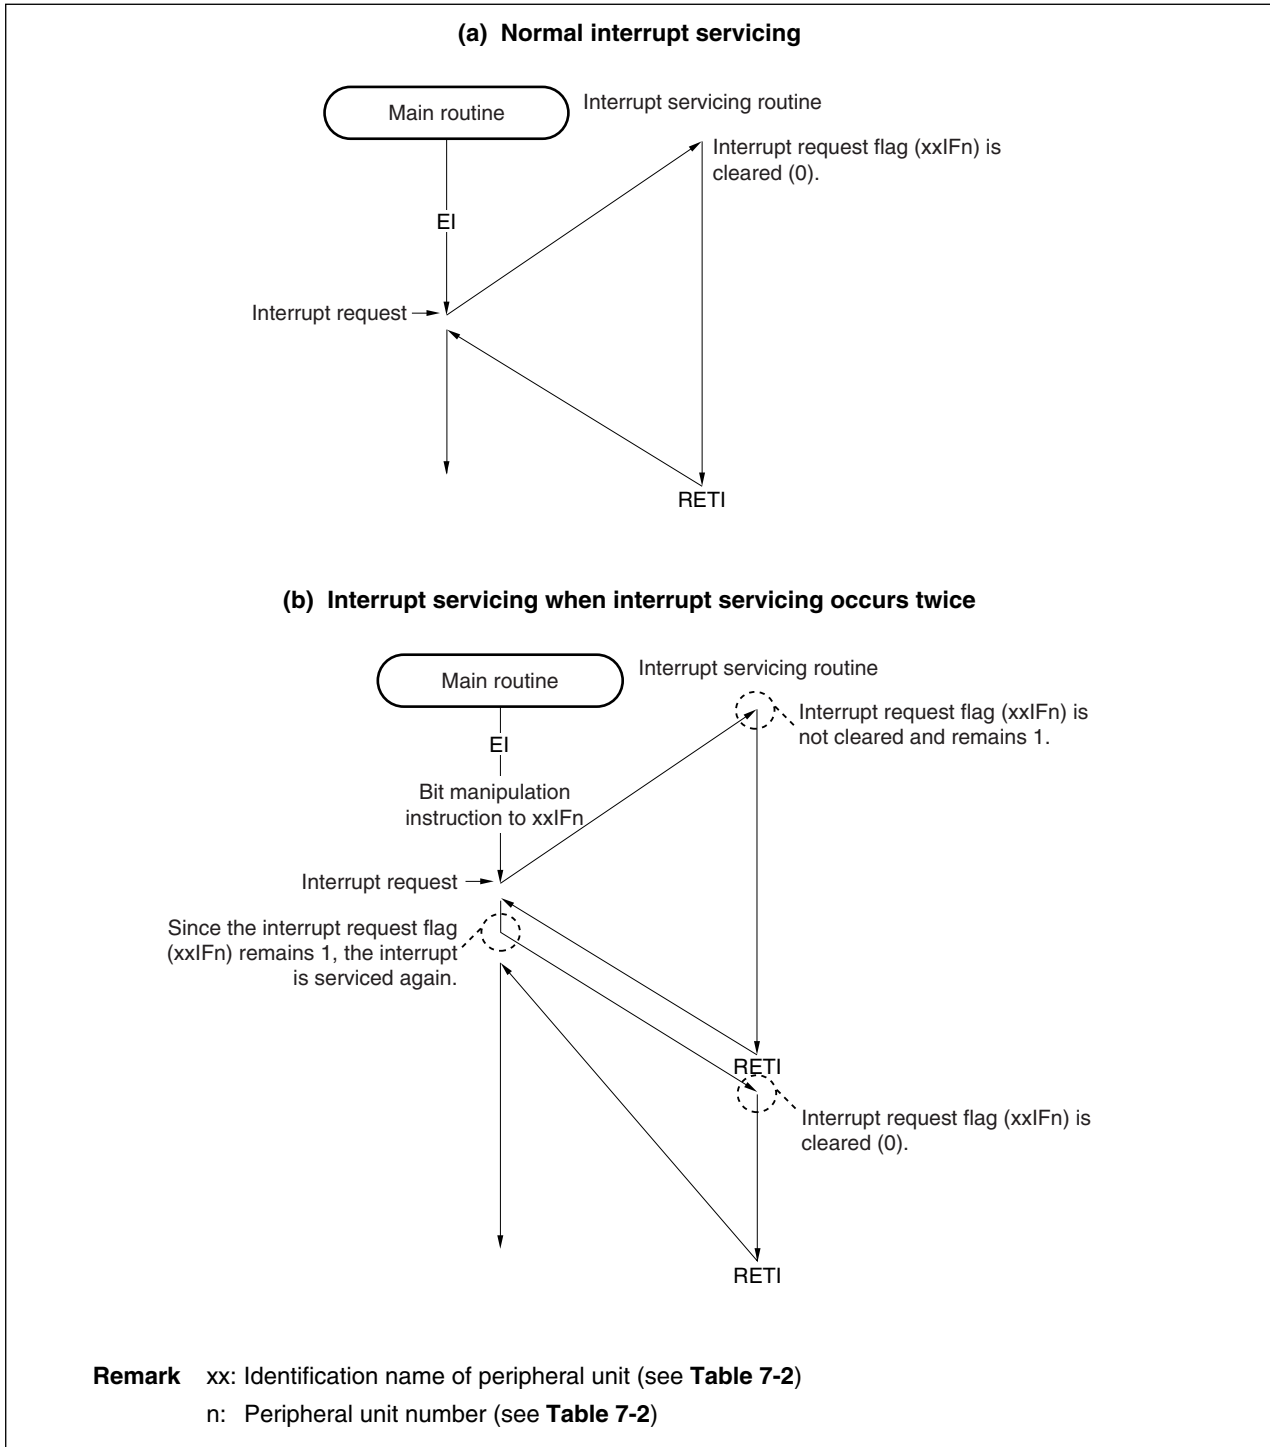 (a) Normal interrupt servicing
Main routine
Interrupt servicing routine
Interrupt request flag (xxIFn) is
cleared (0).
EI
Interrupt request
RETI
(b) Interrupt servicing when interrupt servicing occurs twice
Main routine
Interrupt servicing routine
Interrupt request flag (xxIFn) is
not cleared and remains 1.
EI
Bit manipulation
instruction to xxIFn
Interrupt request
Since the interrupt request flag
(xxIFn) remains 1, the interrupt
is serviced again.
RETI
Interrupt request flag (xxIFn) is
cleared (0).
RETI
Remark xx: Identification name of peripheral unit (see Table 7-2)
n: Peripheral unit number (see Table 7-2)